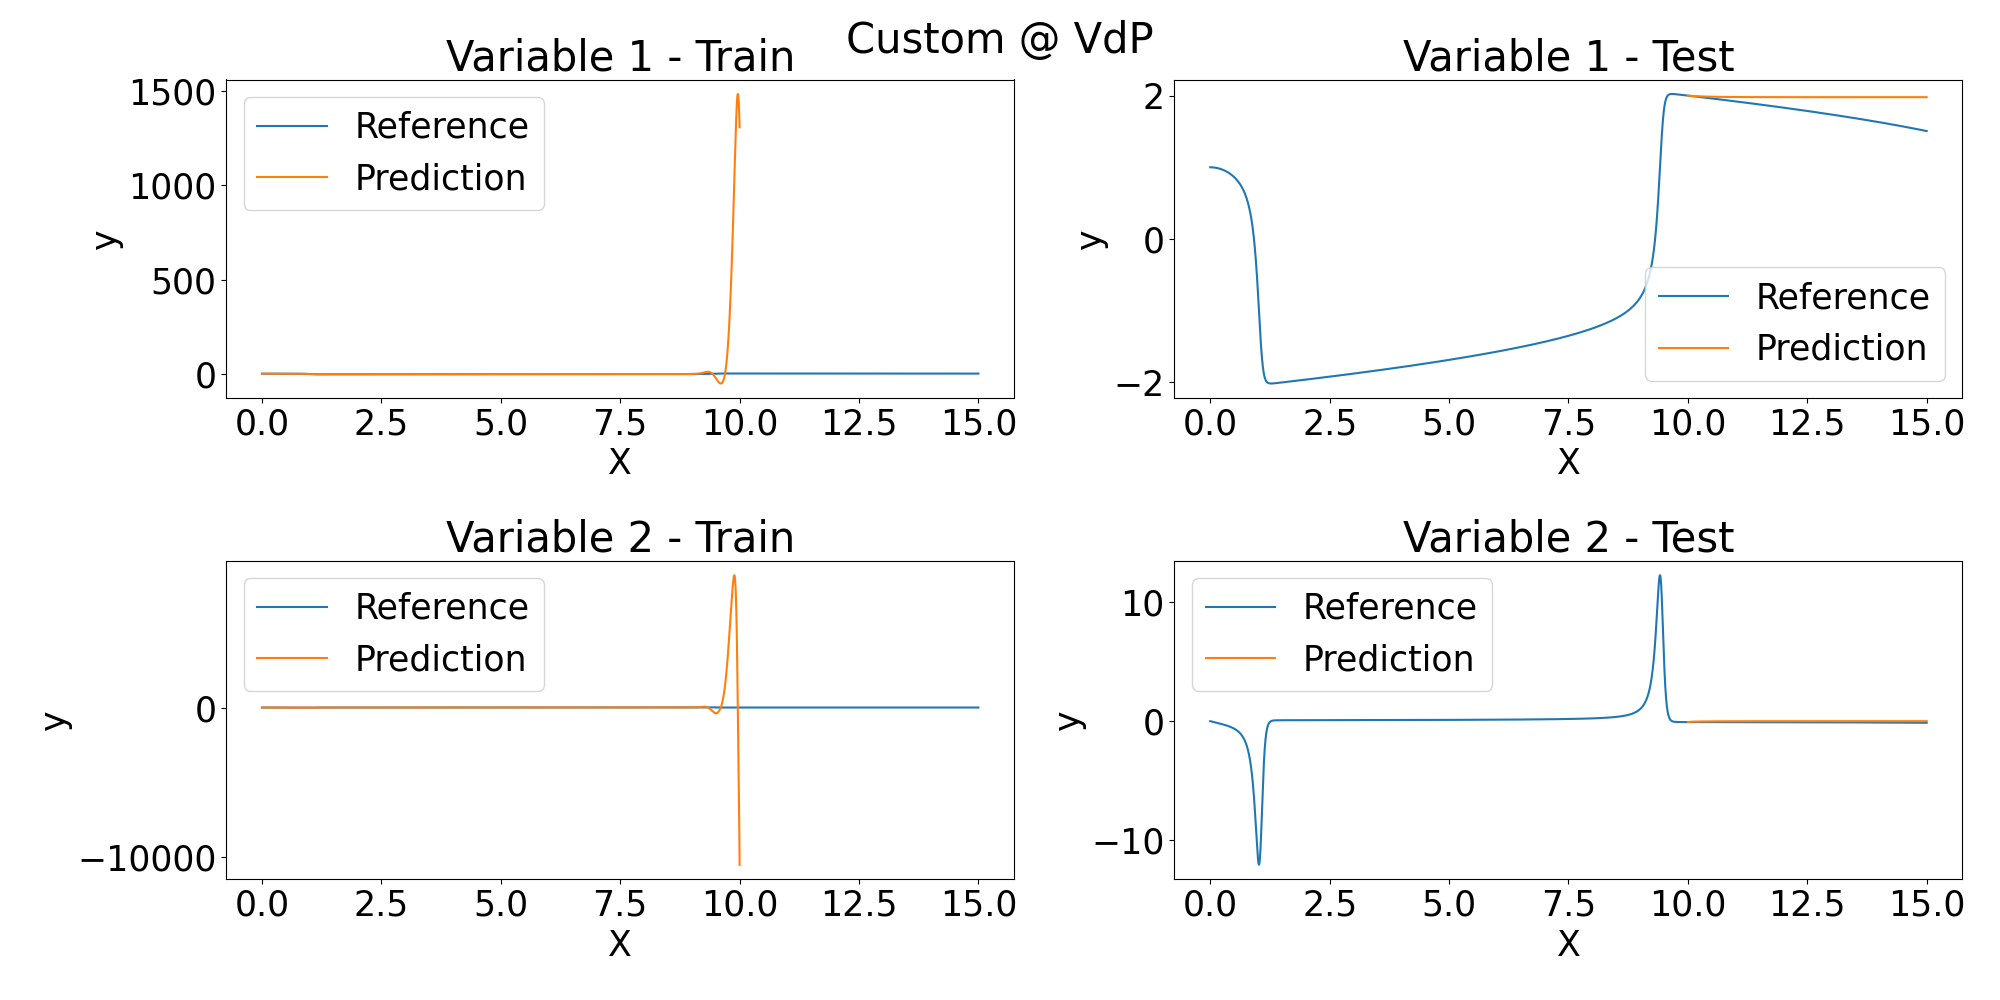 Custom @ VdP
Variable 1 - Train
1500
1000
500
0
y
Reference
Prediction
0.0 2.5 5.0 7.5 10.0 12.5 15.0
X
Variable 1 - Test
2
0
−2
y
Reference
Prediction
0.0 2.5 5.0 7.5 10.0 12.5 15.0
X
Variable 2 - Train
0
−10000
y
Reference
Prediction
0.0 2.5 5.0 7.5 10.0 12.5 15.0
X
Variable 2 - Test
10
0
−10
y
Reference
Prediction
0.0 2.5 5.0 7.5 10.0 12.5 15.0
X